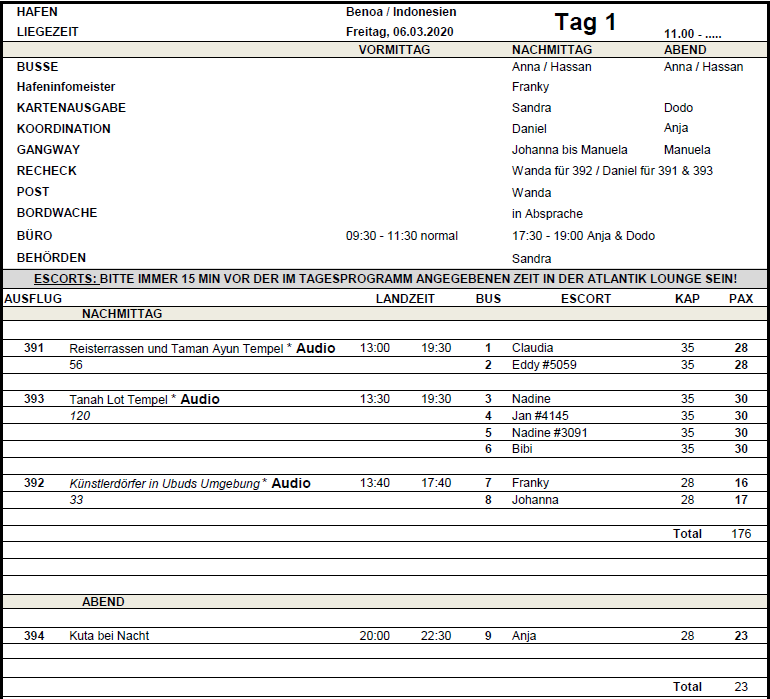 HAFEN Benoa / Indonesien Tag 1
LIEGEZEIT Freitag, 06.03.2020 11.00 - .....
VORMITTAG NACHMITTAG ABEND
BUSSE Anna / Hassan Anna / Hassan
Hafeninfomeister Franky
KARTENAUSGABE Sandra Dodo
KOORDINATION Daniel Anja
GANGWAY Johanna bis Manuela Manuela
RECHECK Wanda für 392 / Daniel für 391 & 393
POST Wanda
BORDWACHE in Absprache
BÜRO 09:30 - 11:30 normal 17:30 - 19:00 Anja & Dodo
BEHÖRDEN Sandra
ESCORTS: BITTE IMMER 15 MIN VOR DER IM TAGESPROGRAMM ANGEGEBENEN ZEIT IN DER ATLANTIK LOUNGE SEIN!
AUSFLUG LANDZEIT BUS ESCORT KAP PAX
NACHMITTAG
391 Reisterrassen und Taman Ayun Tempel * Audio 13:00 19:30 1 Claudia 35 28
56 2 Eddy #5059 35 28
393 Tanah Lot Tempel * Audio 13:30 19:30 3 Nadine 35 30
120 4 Jan #4145 35 30
5 Nadine #3091 35 30
6 Bibi 35 30
392 Künstlerdörfer in Ubuds Umgebung * Audio 13:40 17:40 7 Franky 28 16
33 8 Johanna 28 17
Total 176
ABEND
394 Kuta bei Nacht 20:00 22:30 9 Anja 28 23
Total 23